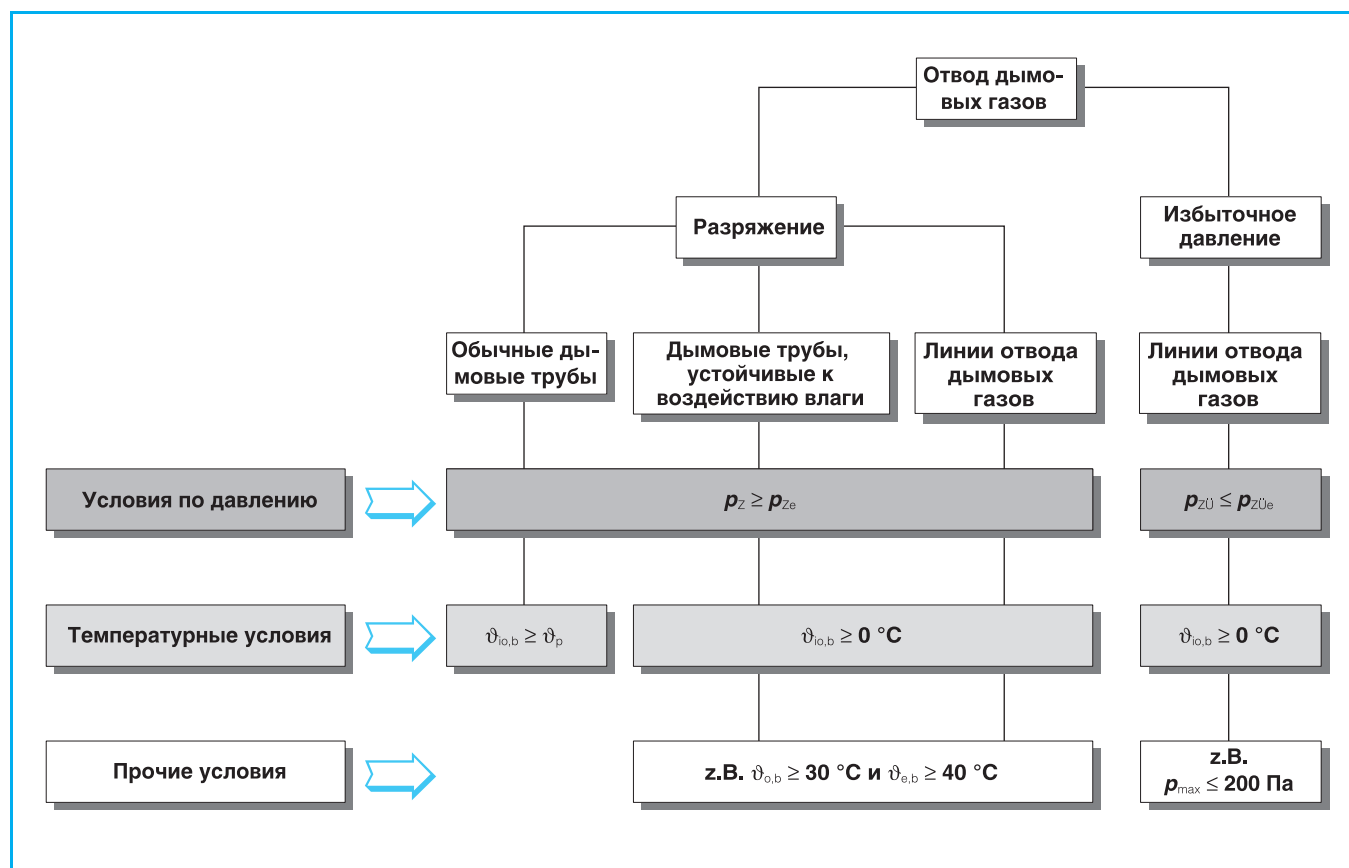 Отвод дымо-
вых газов
Разряжение
Избыточное
давление
Обычные ды-
мовые трубы
Дымовые трубы,
устойчивые к
воздействию влаги
Линии отвода
дымовых
газов
Линии отвода
дымовых
газов
Условия по давлению
pZ ≥ pZe
pZÜ ≤ pZÜe
Температурные условия
ϑio,b ≥ ϑp
ϑio,b ≥ 0 °C
ϑio,b ≥ 0 °C
Прочие условия
z.B. ϑo,b ≥ 30 °C и ϑe,b ≥ 40 °C
z.B.
pmax ≤ 200 Па